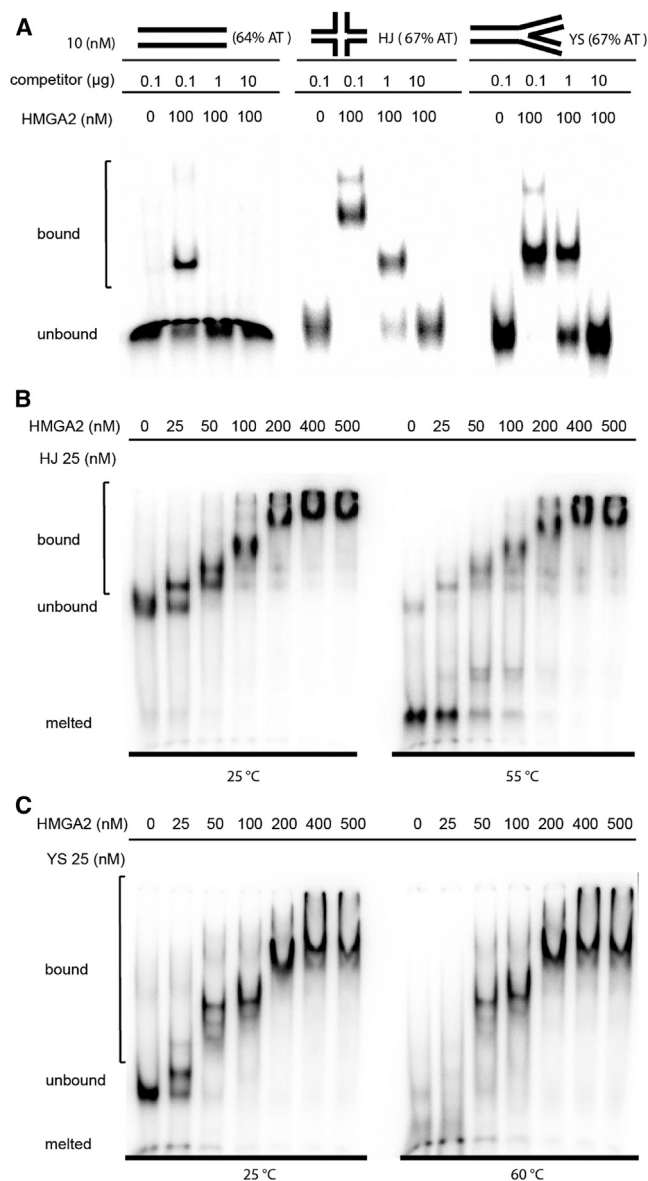 A
10 (nM) (64% AT ) HJ ( 67% AT) YS (67% AT )
competitor (µg) 0.1 0.1 1 10 0.1 0.1 1 10 0.1 0.1 1 10
HMGA2 (nM) 0 100 100 100 0 100 100 100 0 100 100 100
bound
unbound
B
HMGA2 (nM) 0 25 50 100 200 400 500 0 25 50 100 200 400 500
HJ 25 (nM)
bound
unbound
melted
25 °C 55 °C
C
HMGA2 (nM) 0 25 50 100 200 400 500 0 25 50 100 200 400 500
YS 25 (nM)
bound
unbound
melted
25 °C 60 °C